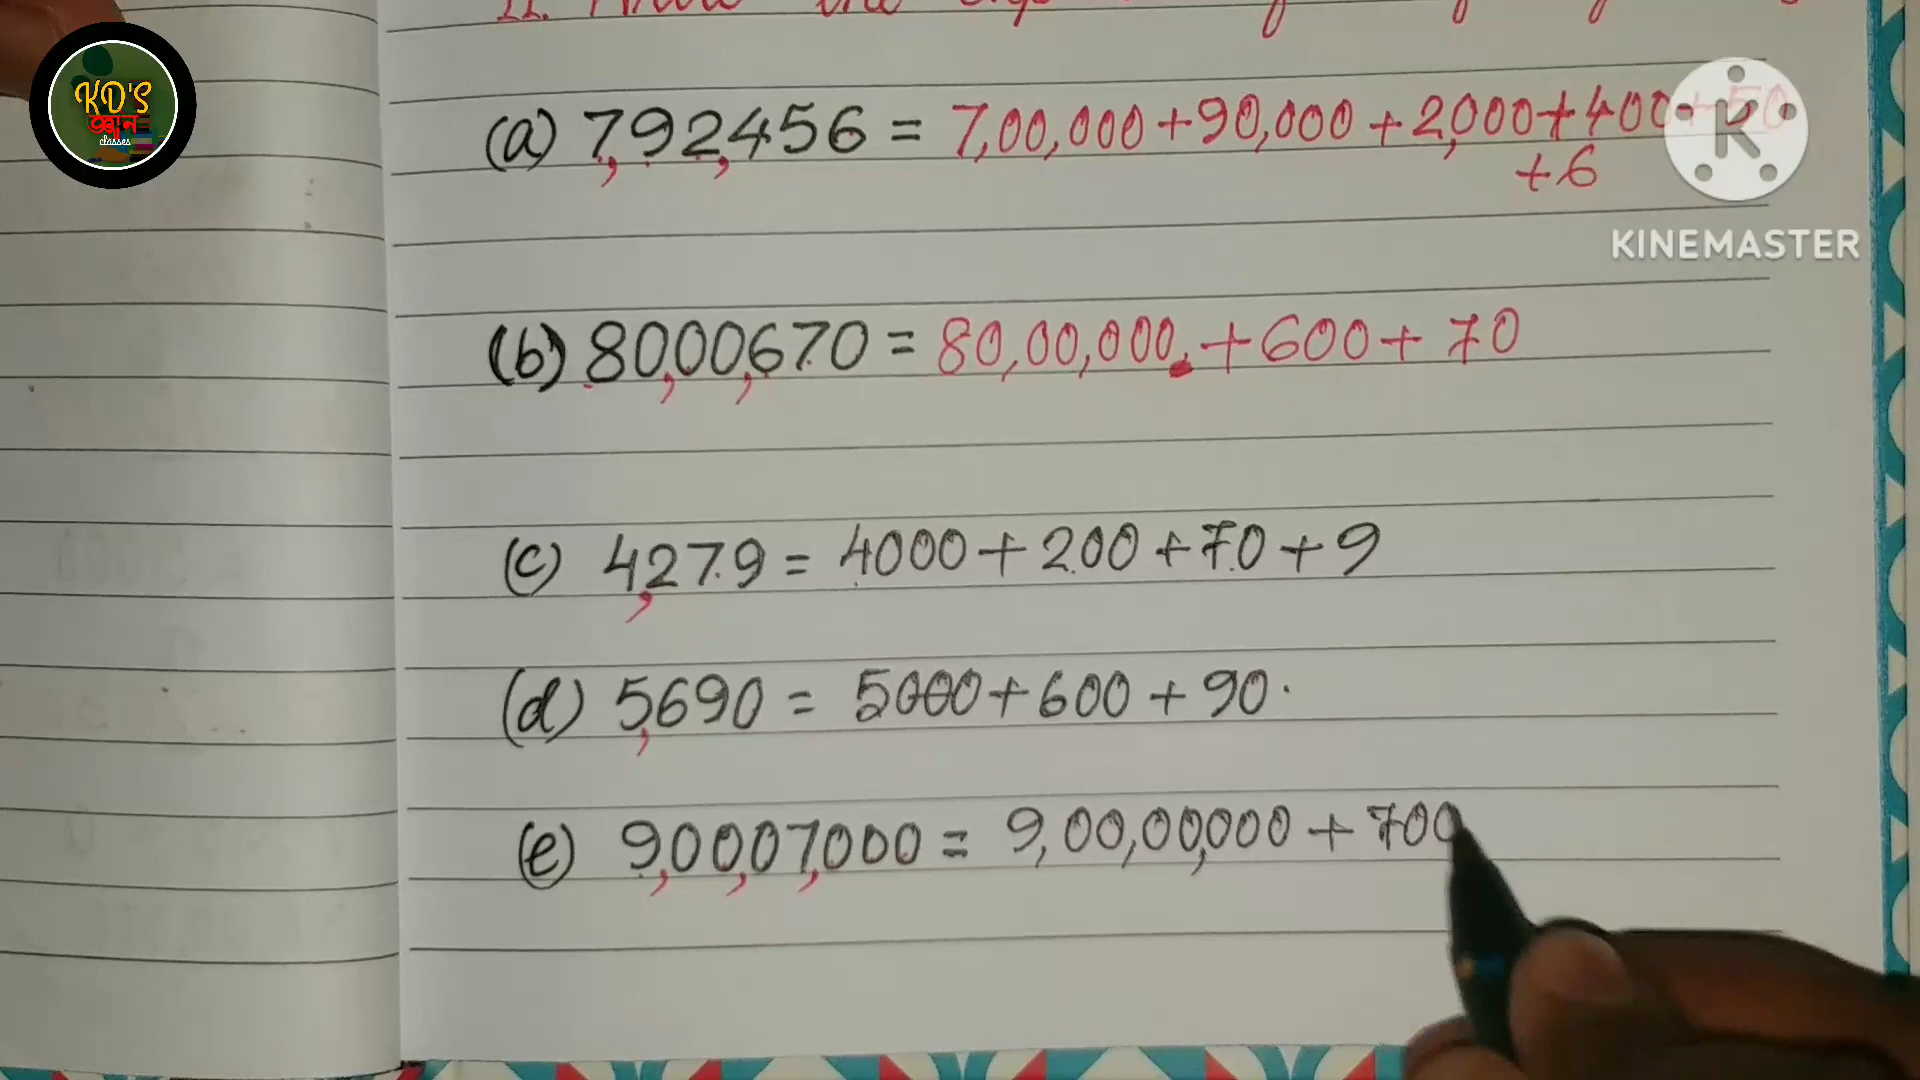 KD'S
জ্ঞান
classes
(a) 7,92,456 = 7,00,000 + 90,000 + 2,000 + 400 + 50
+ 6
KINEMASTER
(b) 80,00,670 = 80,00,000 + 600 + 70
(c) 4,279 = 4000 + 200 + 70 + 9
(d) 5,690 = 5000 + 600 + 90
(e) 9,00,07,000 = 9,00,00,000 + 700